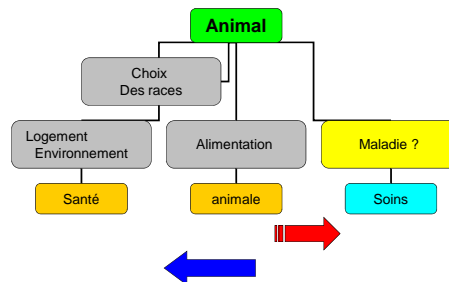 Animal
Choix
Des races
Logement
Environnement
Alimentation
Maladie ?
Santé
animale
Soins